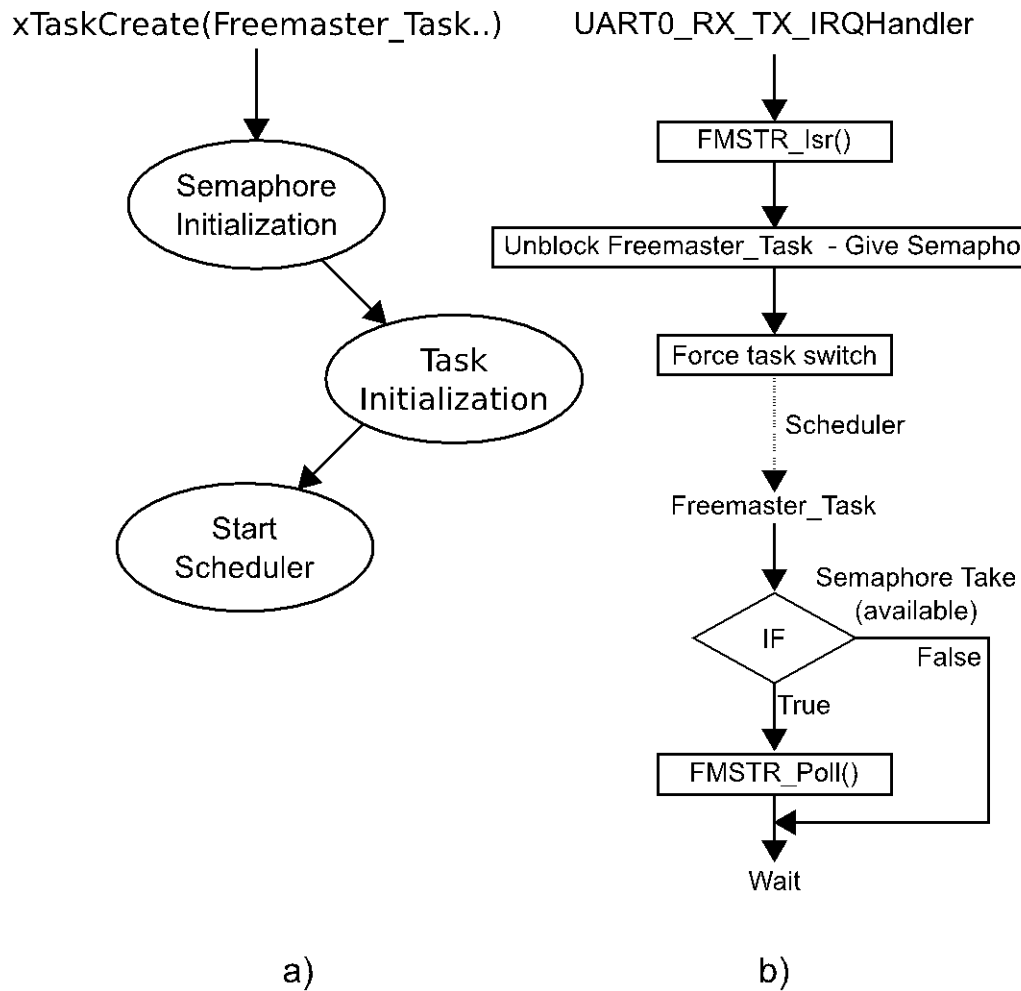 xTaskCreate(Freemaster_Task..)
Semaphore
Initialization
Task
Initialization
Start
Scheduler
a)
UART0_RX_TX_IRQHandler
FMSTR_Isr()
Unblock Freemaster_Task - Give Semapho
Force task switch
Scheduler
Freemaster_Task
Semaphore Take
(available)
IF
False
True
FMSTR_Poll()
Wait
b)